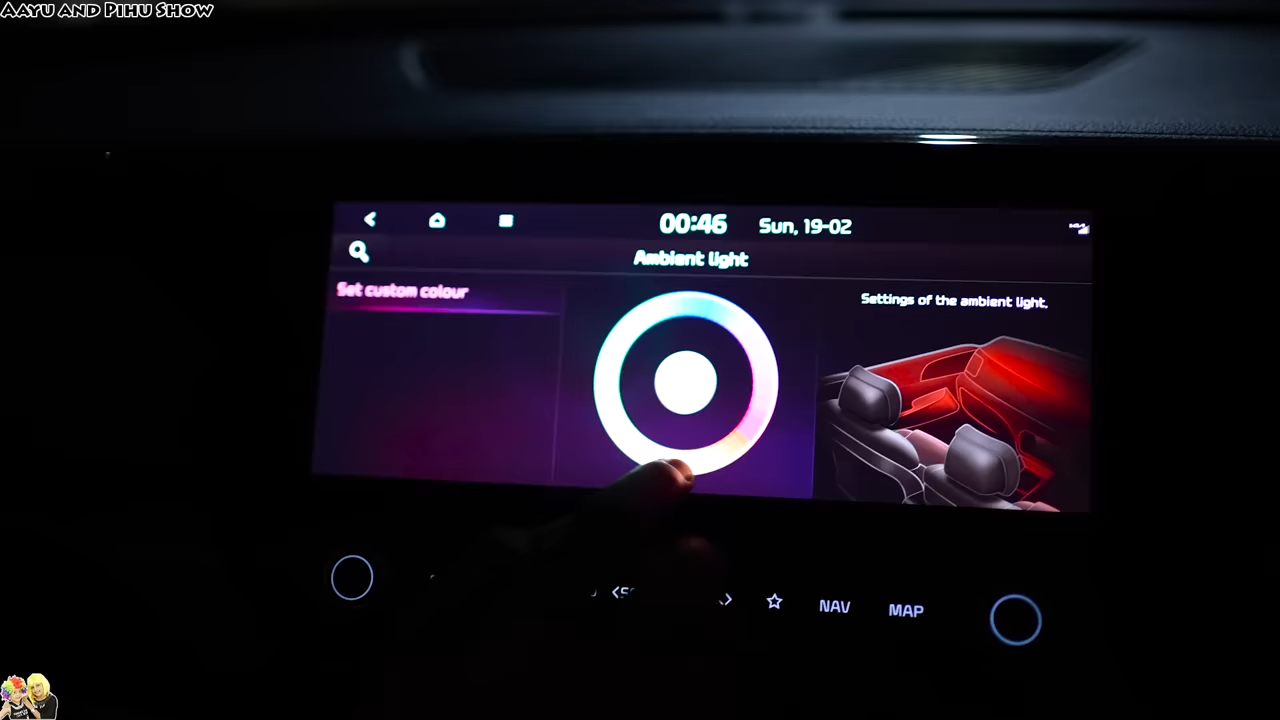 Aayu and Pihu Show
00:46 Sun, 19-02
Ambient light
Set custom colour
Settings of the ambient light.
NAV MAP